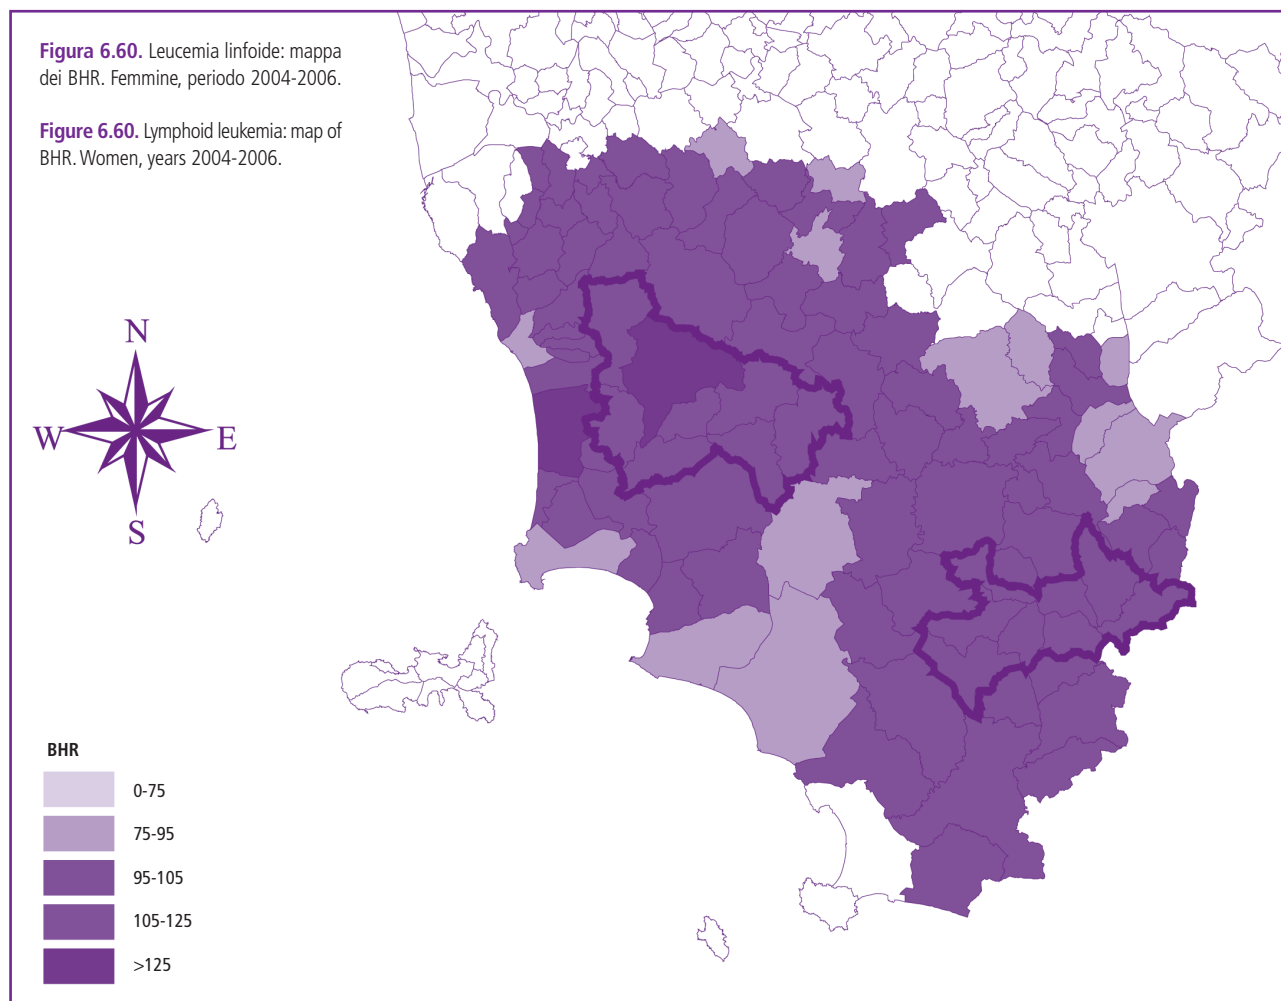 Figura 6.60. Leucemia linfoide: mappa
dei BHR. Femmine, periodo 2004-2006.
Figure 6.60. Lymphoid leukemia: map of
BHR. Women, years 2004-2006.
N
W
E
S
BHR
0-75
75-95
95-105
105-125
>125